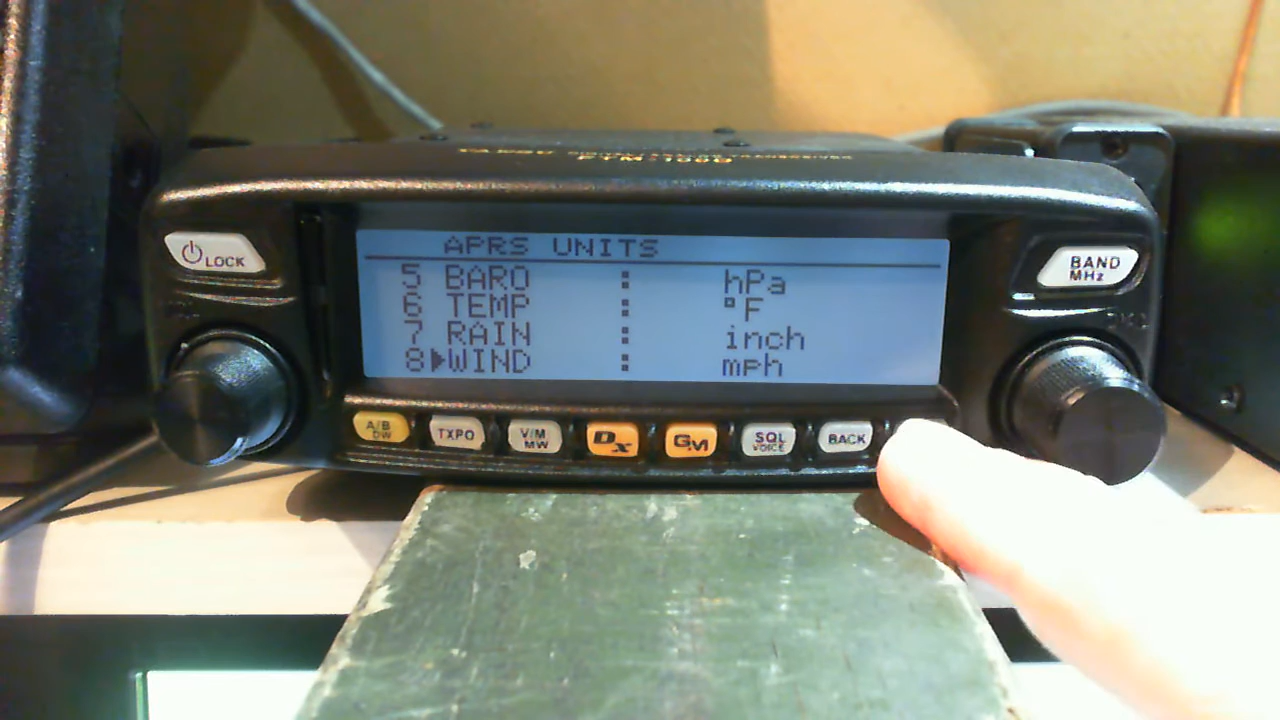 LOCK
BAND
MHz
APRS UNITS
5 BARO : hPa
6 TEMP : °F
7 RAIN : inch
8▶WIND : mph
A/B
DW
TXPO
V/M
MW
DX
GM
SQL
VOICE
BACK